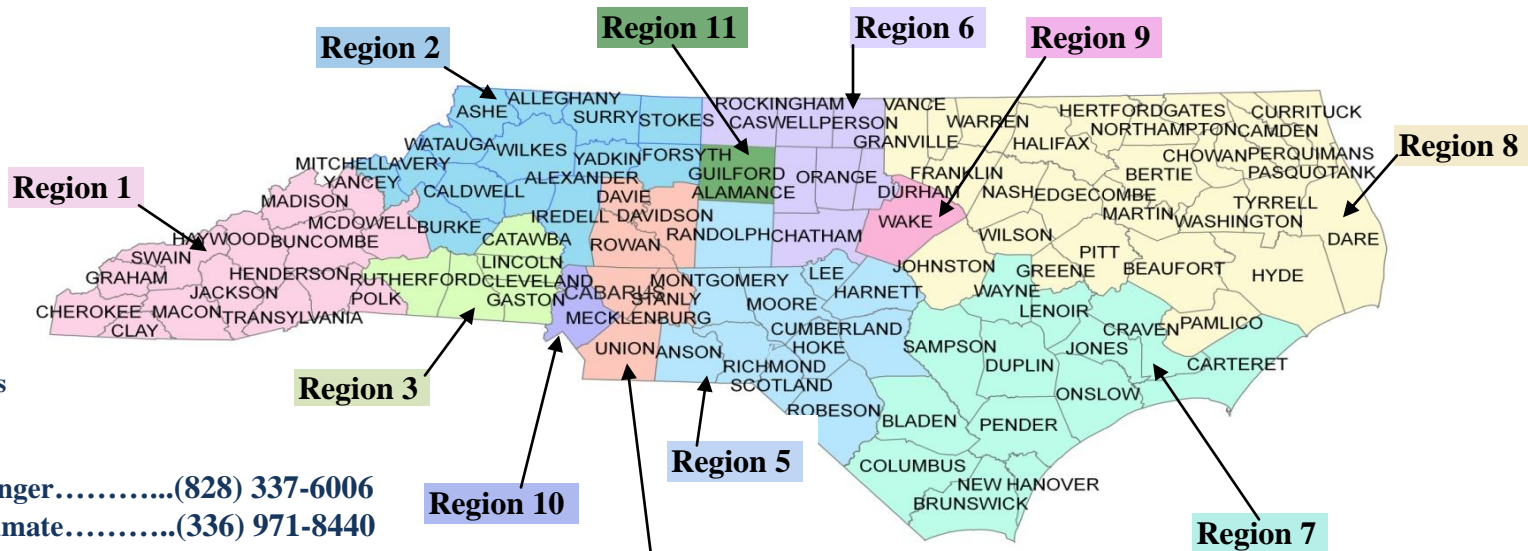 Region 11
Region 6
Region 9
Region 2
ROCKINGHAM
VANCE
HERTFORD
GATES
CURRITUCK
ALLEGHANY
ASHE
SURRY
STOKES
CASWELL
PERSON
WARREN
NORTHAMPTON
CAMDEN
GRANVILLE
HALIFAX
WATAUGA
WILKES
YADKIN
FORSYTH
CHOWAN
PERQUIMANS
Region 8
MITCHELL
AVERY
GUILFORD
ORANGE
FRANKLIN
BERTIE
PASQUOTANK
YANCEY
CALDWELL
ALEXANDER
ALAMANCE
DURHAM
NASH
EDGECOMBE
Region 1
MADISON
DAVIE
TYRRELL
MCDOWELL
BURKE
IREDELL
DAVIDSON
WAKE
MARTIN
WASHINGTON
HAYWOOD
BUNCOMBE
CATAWBA
ROWAN
RANDOLPH
CHATHAM
WILSON
DARE
SWAIN
LINCOLN
PITT
GRAHAM
HENDERSON
RUTHERFORD
CLEVELAND
MONTGOMERY
LEE
JOHNSTON
GREENE
BEAUFORT
HYDE
JACKSON
POLK
GASTON
CABARUS
STANLY
MOORE
HARNETT
WAYNE
CHEROKEE
MACON
TRANSYLVANIA
MECKLENBURG
LENOIR
CLAY
CUMBERLAND
CRAVEN
PAMLICO
UNION
ANSON
HOKE
SAMPSON
JONES
RICHMOND
DUPLIN
CARTERET
s
Region 3
SCOTLAND
ONSLOW
ROBESON
BLADEN
PENDER
Region 5
COLUMBUS
nger………...(828) 337-6006
Region 10
NEW HANOVER
BRUNSWICK
mate………..(336) 971-8440
Region 7